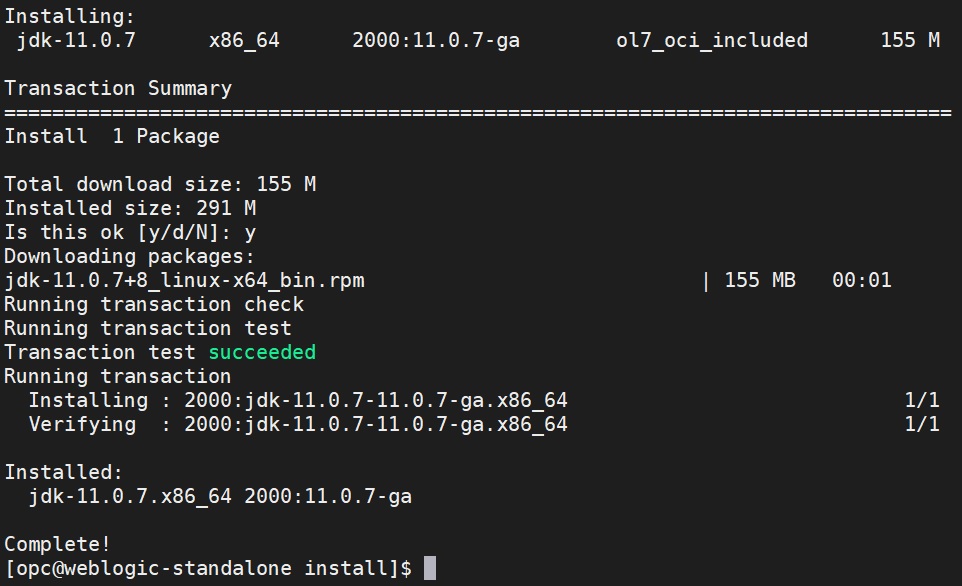 Installing:
 jdk-11.0.7      x86_64      2000:11.0.7-ga        ol7_oci_included      155 M
Transaction Summary
===============================================================================
Install  1 Package
Total download size: 155 M
Installed size: 291 M
Is this ok [y/d/N]: y
Downloading packages:
jdk-11.0.7+8_linux-x64_bin.rpm                            | 155 MB   00:01
Running transaction check
Running transaction test
Transaction test succeeded
Running transaction
  Installing : 2000:jdk-11.0.7-11.0.7-ga.x86_64                            1/1
  Verifying  : 2000:jdk-11.0.7-11.0.7-ga.x86_64                            1/1
Installed:
  jdk-11.0.7.x86_64 2000:11.0.7-ga
Complete!
[opc@weblogic-standalone install]$